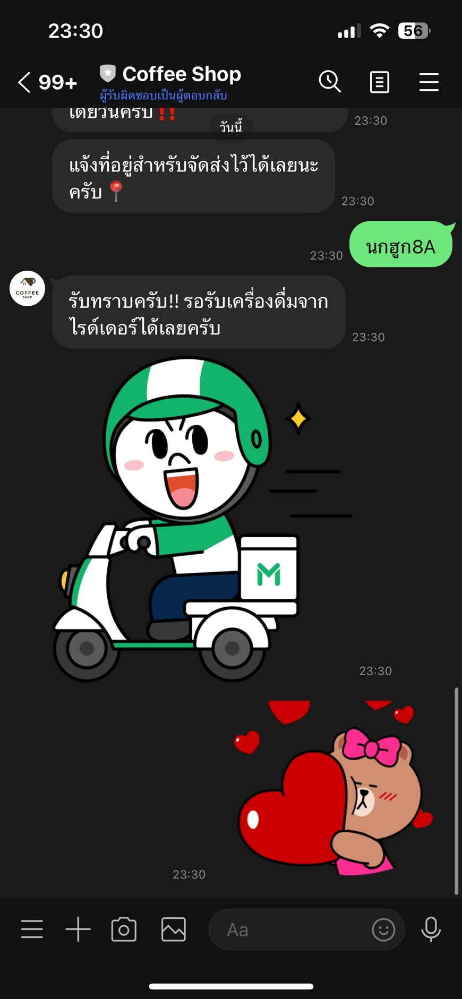 23:30
56
99+
Coffee Shop
ผู้รับผิดชอบเป็นผู้ตอบกลับ
เดียวันครับ‼️
23:30
วันนี้
แจ้งที่อยู่สำหรับจัดส่งไว้ได้เลยนะ
ครับ📍
23:30
23:30
นกฮูก8A
COFFEE
SHOP
รับทราบครับ!! รอรับเครื่องดื่มจาก
ไรด์เดอร์ได้เลยครับ
23:30
M
23:30
23:30
Aa